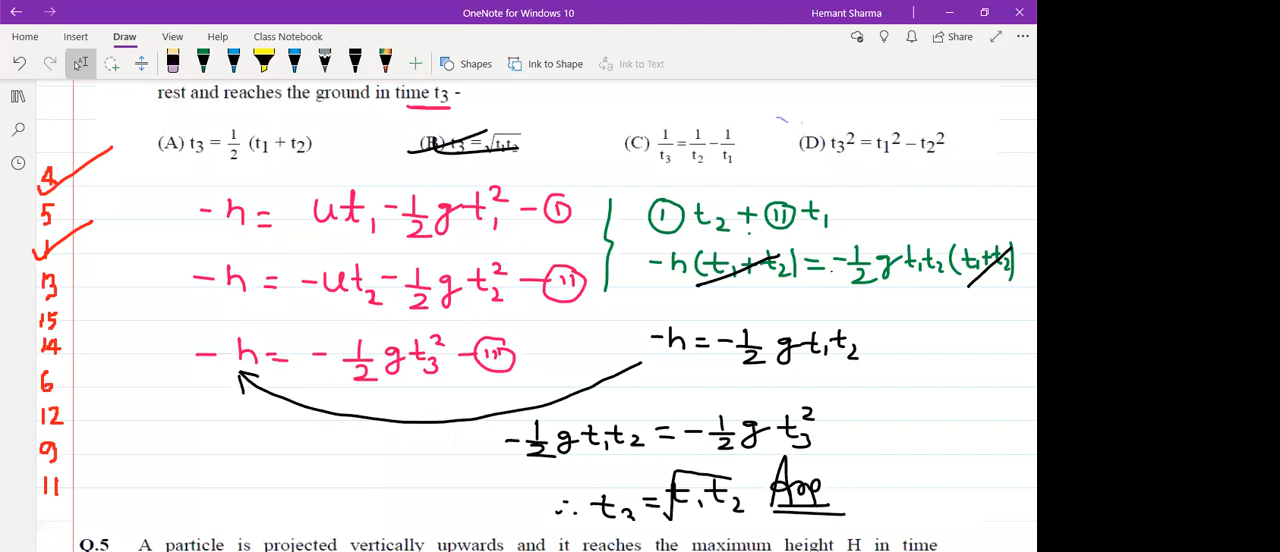 OneNote for Windows 10
Hemant Sharma
Home Insert Draw View Help Class Notebook
Share
Shapes Ink to Shape Ink to Text
rest and reaches the ground in time t3 -
(A) t3 = 1/2 (t1 + t2) (B) t3 = √t1t2 (C) 1/t3 = 1/t2 − 1/t1 (D) t3² = t1² − t2²
4
5
1
13
15
14
6
12
9
11
-h = ut1 - 1/2 gt1² - ①
-h = -ut2 - 1/2 gt2² - ⑪
-h = - 1/2 gt3² - ⑪⑪
① t2 + ⑪ t1
-h(t1+t2) = -1/2 gt1t2(t1+t2)
-h = -1/2 gt1t2
-1/2 gt1t2 = -1/2 gt3²
∴ t3 = √t1t2 Ans
Q.5 A particle is projected vertically upwards and it reaches the maximum height H in time